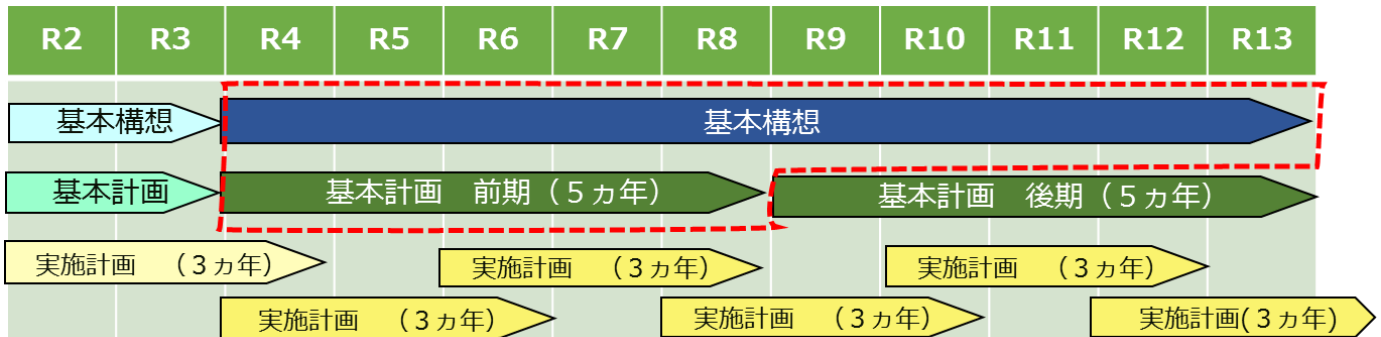 R2 R3 R4 R5 R6 R7 R8 R9 R10 R11 R12 R13
基本構想 基本構想
基本計画 基本計画　前期（５ヵ年） 基本計画　後期（５ヵ年）
実施計画　（３ヵ年） 実施計画　（３ヵ年） 実施計画　（３ヵ年）
実施計画　（３ヵ年） 実施計画　（３ヵ年） 実施計画(３ヵ年)